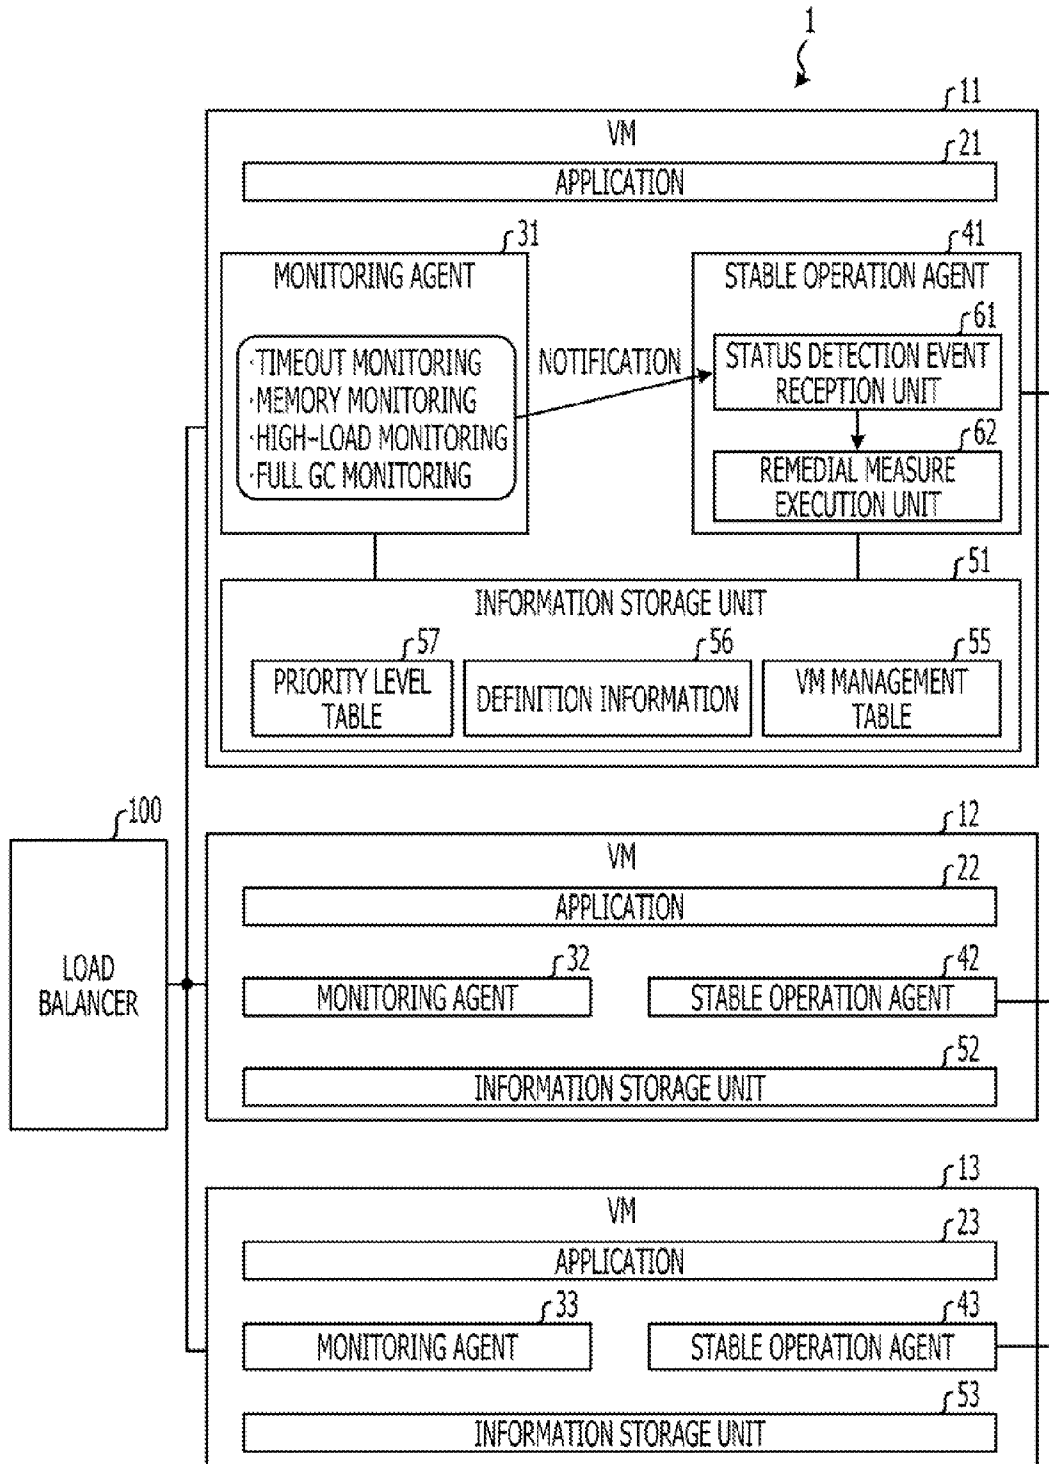 1
11
VM
21
APPLICATION
31
MONITORING AGENT
·TIMEOUT MONITORING
·MEMORY MONITORING
·HIGH-LOAD MONITORING
·FULL GC MONITORING
NOTIFICATION
41
STABLE OPERATION AGENT
61
STATUS DETECTION EVENT
RECEPTION UNIT
62
REMEDIAL MEASURE
EXECUTION UNIT
51
INFORMATION STORAGE UNIT
57
PRIORITY LEVEL
TABLE
56
DEFINITION INFORMATION
55
VM MANAGEMENT
TABLE
100
LOAD
BALANCER
12
VM
22
APPLICATION
32
MONITORING AGENT
42
STABLE OPERATION AGENT
52
INFORMATION STORAGE UNIT
13
VM
23
APPLICATION
33
MONITORING AGENT
43
STABLE OPERATION AGENT
53
INFORMATION STORAGE UNIT